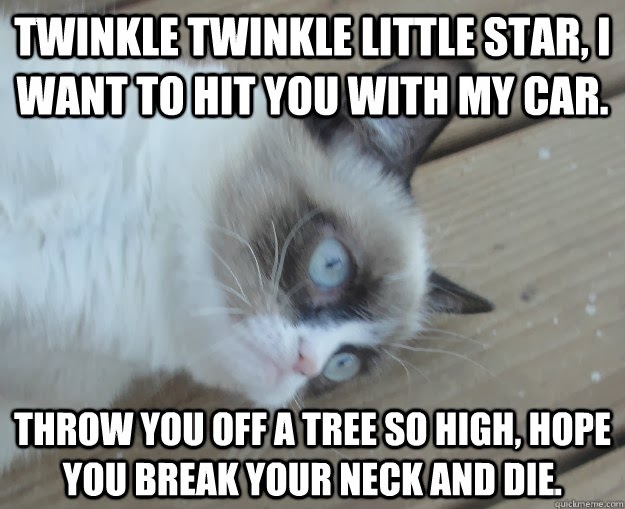 TWINKLE TWINKLE LITTLE STAR, I
WANT TO HIT YOU WITH MY CAR.
THROW YOU OFF A TREE SO HIGH, HOPE
YOU BREAK YOUR NECK AND DIE.
quickmeme.com